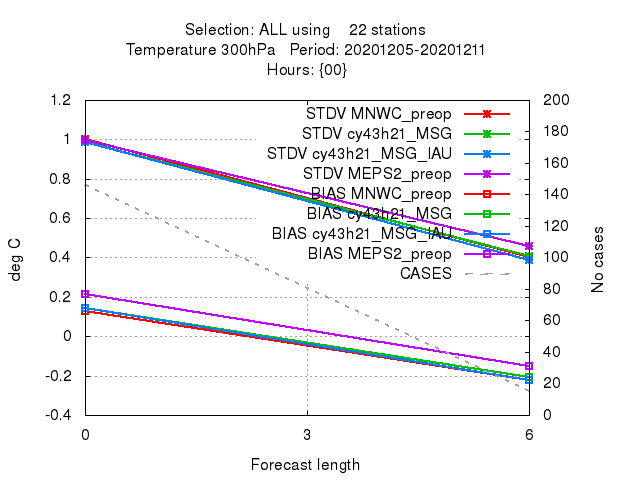 Selection: ALL using 22 stations
Temperature 300hPa Period: 20201205-20201211
Hours: {00}
1.2
1
0.8
0.6
0.4
0.2
0
-0.2
-0.4
200
180
160
140
120
100
80
60
40
20
0
deg C
No cases
STDV MNWC_preop
STDV cy43h21_MSG
STDV cy43h21_MSG_IAU
STDV MEPS2_preop
BIAS MNWC_preop
BIAS cy43h21_MSG
BIAS cy43h21_MSG_IAU
BIAS MEPS2_preop
CASES
0
3
6
Forecast length